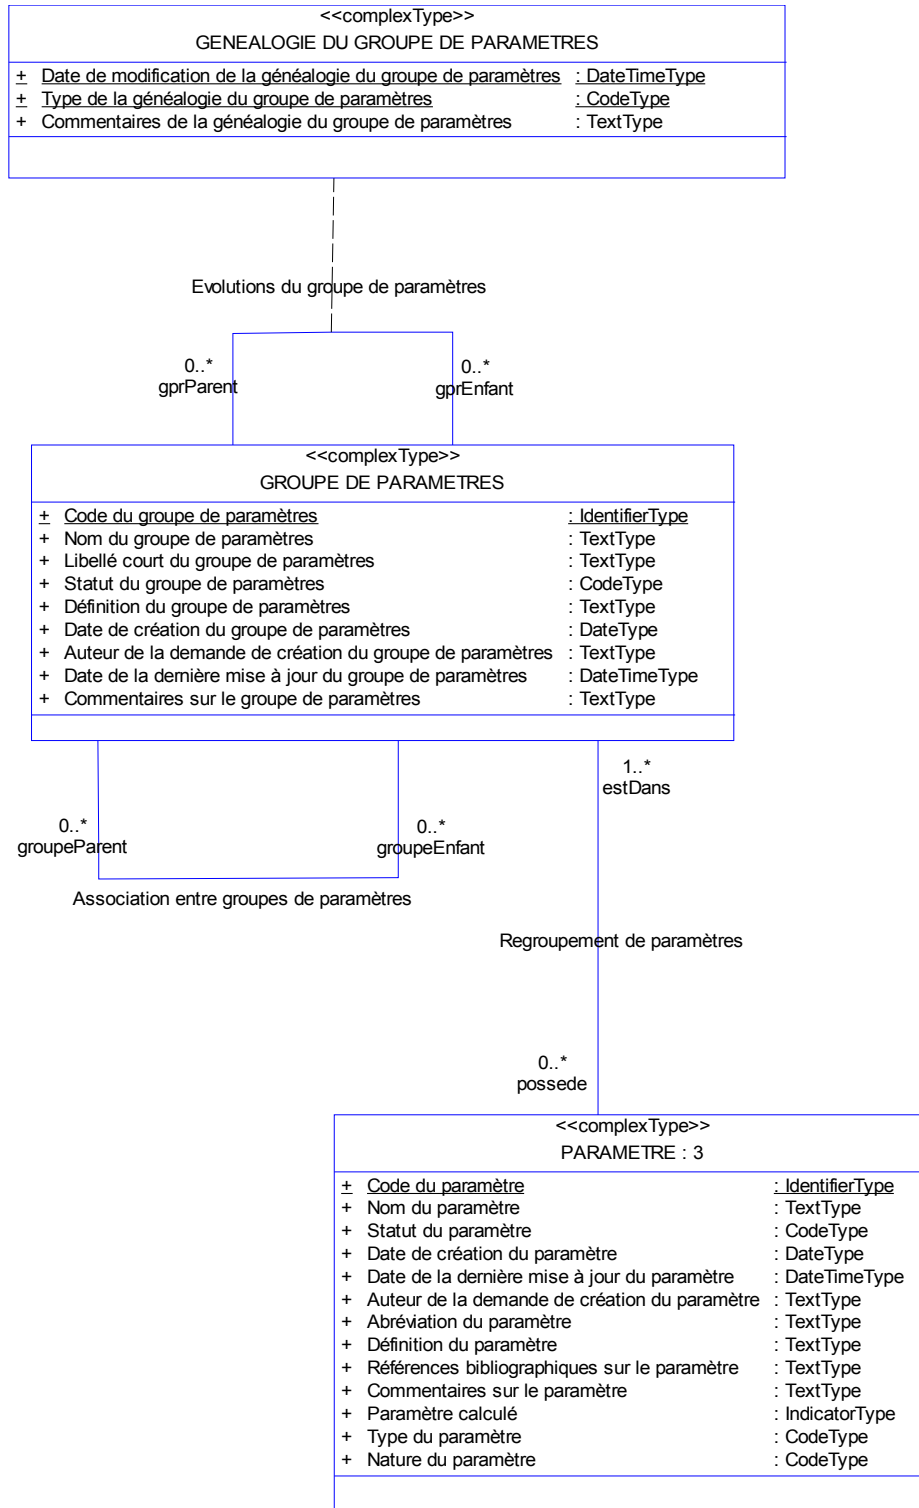 <<complexType>>
GENEALOGIE DU GROUPE DE PARAMETRES
+ Date de modification de la généalogie du groupe de paramètres : DateTimeType
+ Type de la généalogie du groupe de paramètres : CodeType
+ Commentaires de la généalogie du groupe de paramètres : TextType
Evolutions du groupe de paramètres
0..*
gprParent
0..*
gprEnfant
<<complexType>>
GROUPE DE PARAMETRES
+ Code du groupe de paramètres : IdentifierType
+ Nom du groupe de paramètres : TextType
+ Libellé court du groupe de paramètres : TextType
+ Statut du groupe de paramètres : CodeType
+ Définition du groupe de paramètres : TextType
+ Date de création du groupe de paramètres : DateType
+ Auteur de la demande de création du groupe de paramètres : TextType
+ Date de la dernière mise à jour du groupe de paramètres : DateTimeType
+ Commentaires sur le groupe de paramètres : TextType
1..*
estDans
0..*
groupeParent
0..*
groupeEnfant
Association entre groupes de paramètres
Regroupement de paramètres
0..*
possede
<<complexType>>
PARAMETRE : 3
+ Code du paramètre : IdentifierType
+ Nom du paramètre : TextType
+ Statut du paramètre : CodeType
+ Date de création du paramètre : DateType
+ Date de la dernière mise à jour du paramètre : DateTimeType
+ Auteur de la demande de création du paramètre : TextType
+ Abréviation du paramètre : TextType
+ Définition du paramètre : TextType
+ Références bibliographiques sur le paramètre : TextType
+ Commentaires sur le paramètre : TextType
+ Paramètre calculé : IndicatorType
+ Type du paramètre : CodeType
+ Nature du paramètre : CodeType